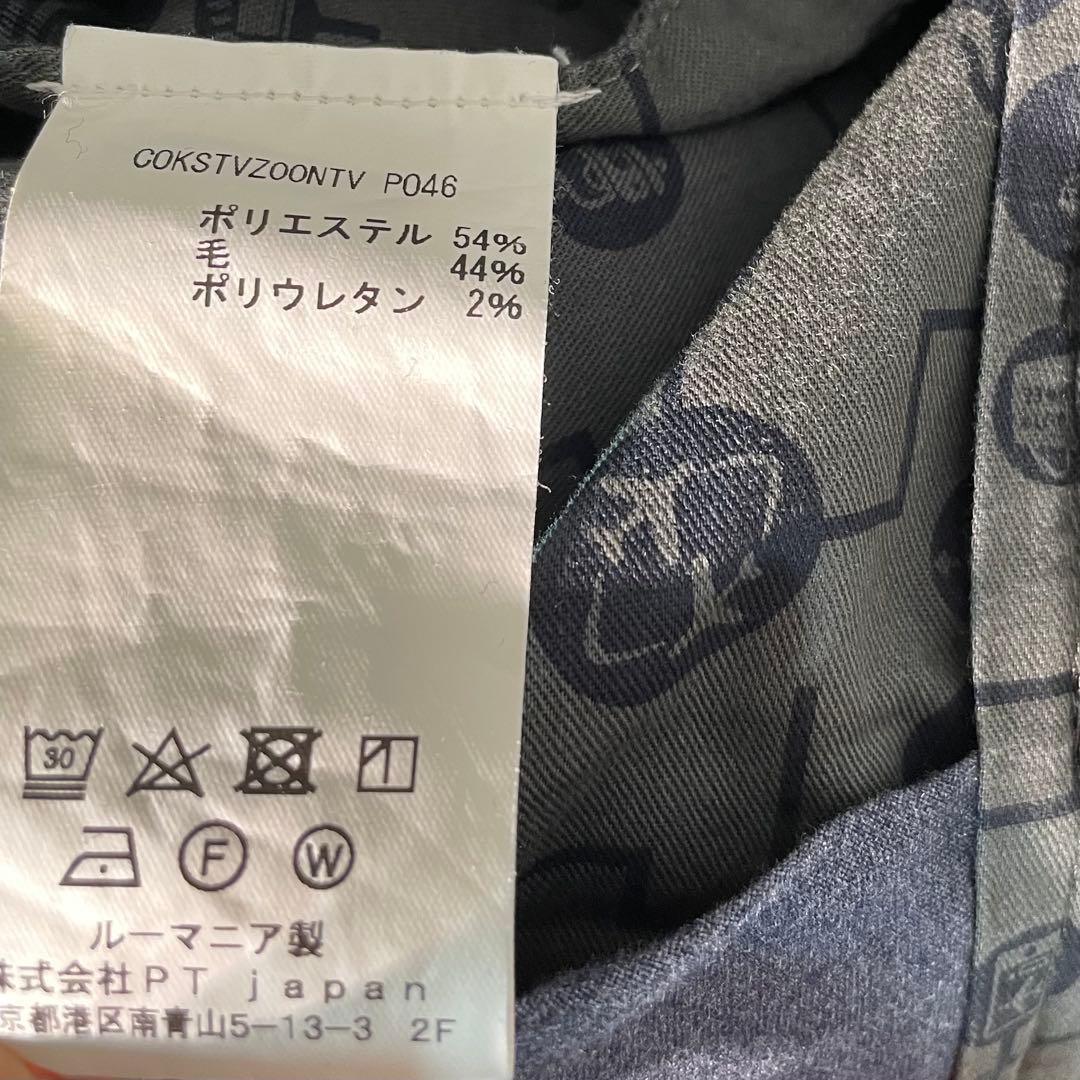 COKSTVZOONTV P046
ポリエステル 54%
毛 44%
ポリウレタン 2%
30
F W
ルーマニア製
株式会社PT japan
京都港区南青山5-13-3 2F